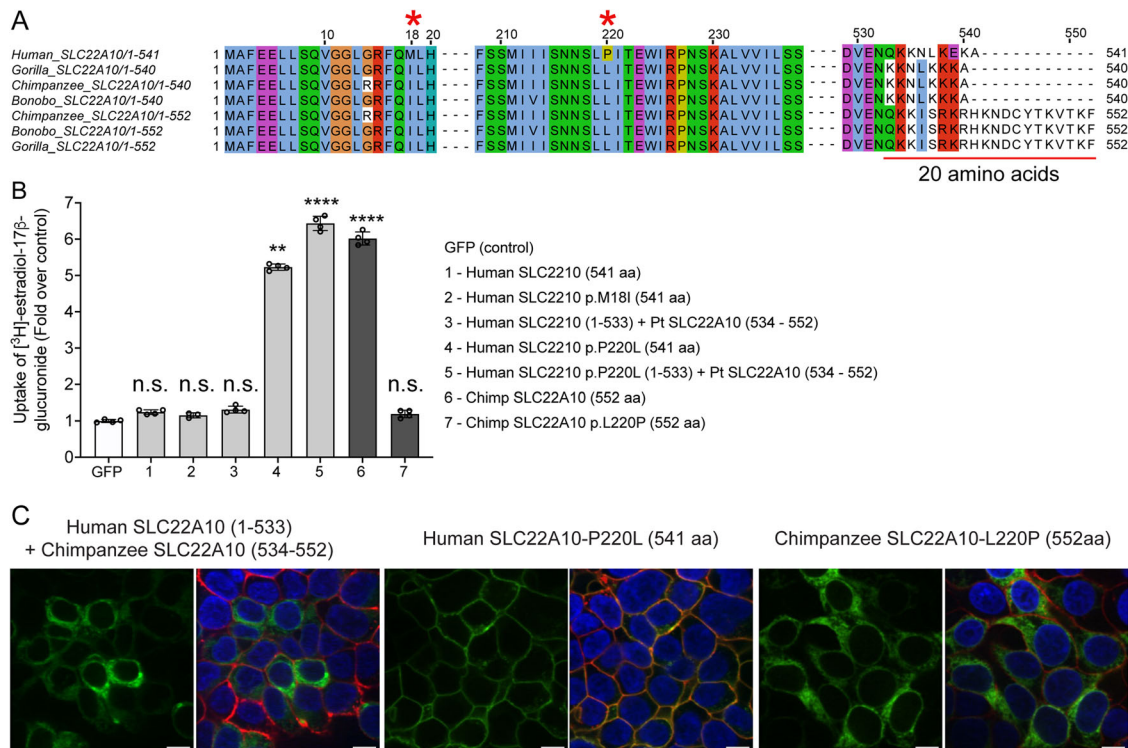 A
* *
10 18 20 210 220 230 530 540 550
Human_SLC22A10/1-541 1 MAFEELLSQVGGLGRFQMLH - - - - FSSMIIISNNSLPITEWIRPNSKALVVILSS - - - - DVENQKKNLKEKA - - - - - - - - - - - 541
Gorilla_SLC22A10/1-540 1 MAFEELLSQVGGLGRFQILH - - - - FSSMIIISNNSLLITEWIRPNSKALVVILSS - - - - DVENKKNLKKKA - - - - - - - - - - - - 540
Chimpanzee_SLC22A10/1-540 1 MAFEELLSQVGGLRRFQILH - - - - FSSMIIISNNSLLITEWIRPNSKALVVILSS - - - - DVENKKNLKKKA - - - - - - - - - - - - 540
Bonobo_SLC22A10/1-540 1 MAFEELLSQVGGLGRFQILH - - - - FSSMIVISNNSLLITEWIRPNSKALVVILSS - - - - DVENKKNLKKKA - - - - - - - - - - - - 540
Chimpanzee_SLC22A10/1-552 1 MAFEELLSQVGGLRRFQILH - - - - FSSMIIISNNSLLITEWIRPNSKALVVILSS - - - - DVENQKKISRKRHKNDCYTKVTKF 552
Bonobo_SLC22A10/1-552 1 MAFEELLSQVGGLGRFQILH - - - - FSSMIVISNNSLLITEWIRPNSKALVVILSS - - - - DVENQKKISRKRHKNDCYTKVTKF 552
Gorilla_SLC22A10/1-552 1 MAFEELLSQVGGLGRFQILH - - - - FSSMIIISNNSLLITEWIRPNSKALVVILSS - - - - DVENQKKISRKRHKNDCYTKVTKF 552
20 amino acids
B
Uptake of [³H]-estradiol-17β-
glucuronide (Fold over control)
7
6
5
4
3
2
1
0
n.s. n.s. n.s. ** **** **** n.s.
GFP 1 2 3 4 5 6 7
GFP (control)
1 - Human SLC2210 (541 aa)
2 - Human SLC2210 p.M18I (541 aa)
3 - Human SLC2210 (1-533) + Pt SLC22A10 (534 - 552)
4 - Human SLC2210 p.P220L (541 aa)
5 - Human SLC2210 p.P220L (1-533) + Pt SLC22A10 (534 - 552)
6 - Chimp SLC22A10 (552 aa)
7 - Chimp SLC22A10 p.L220P (552 aa)
C
Human SLC22A10 (1-533)
+ Chimpanzee SLC22A10 (534-552)
Human SLC22A10-P220L (541 aa)
Chimpanzee SLC22A10-L220P (552aa)